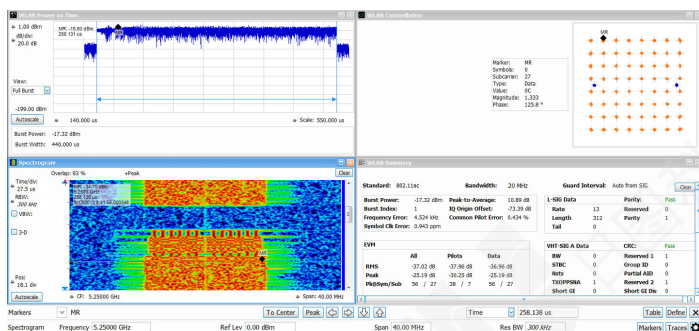 WLAN Power vs Time
1.00 dBm
dB/div:
20.0 dB
MR: -16.80 dBm
258.131 us
MR
View:
Full Burst
-199.00 dBm
Autoscale
140.000 us
Scale: 550.000 us
Burst Power: -17.32 dBm
Burst Width: 440.000 us
WLAN Constellation
MR
Marker: MR
Symbols: 0
Subcarrier: 27
Type: Data
Value: 0C
Magnitude: 1.333
Phase: 125.8 °
Spectrogram
Overlap: 93 %
+Peak
Clear
Time/div:
27.5 us
RBW:
300 kHz
VBW:
3-D
Pos:
18.1 div
Autoscale
MR
CF: 5.25000 GHz
Span: 40.00 MHz
WLAN Summary
Standard: 802.11ac
Bandwidth: 20 MHz
Guard Interval: Auto from SIG
Clear
Burst Power: -17.32 dBm Peak-to-Average: 10.89 dB
Burst Index: 1 IQ Origin Offset: -73.39 dB
Frequency Error: 4.524 kHz Common Pilot Error: 0.434 %
Symbol Clk Error: 0.943 ppm
L-SIG Data Parity: Pass
Rate 13 Reserved 0
Length 312 Parity 1
Tail 0
EVM
All Pilots Data
RMS -37.02 dB -37.96 dB -36.96 dB
Peak -25.19 dB -30.25 dB -25.19 dB
Pk@Sym/Sub 56 / 27 38 / 7 56 / 27
VHT-SIG A Data CRC: Pass
BW 0 Reserved 1 1
STBC 0 Group ID 0
Nsts 0 Partial AID 0
TXOPPSNA 1 Reserved 2 1
Short GI 0 Short GI Dis 0
Markers
MR
To Center
Peak
Time
258.138 us
Table
Define
Spectrogram
Frequency 5.25000 GHz
Ref Lev 0.00 dBm
Span 40.00 MHz
Res BW 300 kHz
Markers
Traces